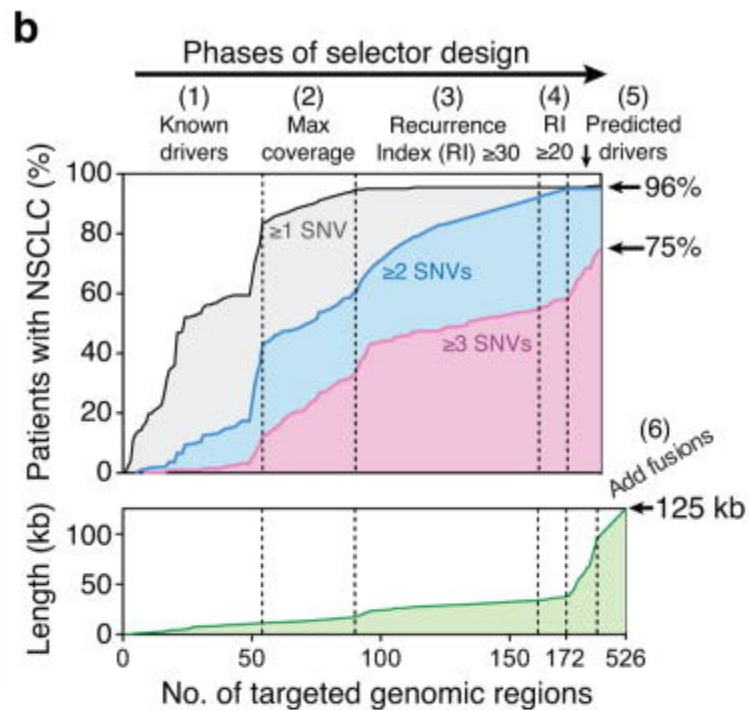 b
Phases of selector design
(1)
Known
drivers
(2)
Max
coverage
(3)
Recurrence
Index (RI) ≥30
(4)
RI
≥20
(5)
Predicted
drivers
Patients with NSCLC (%)
100
80
60
40
20
0
≥1 SNV
≥2 SNVs
≥3 SNVs
96%
75%
(6)
Add fusions
Length (kb)
100
50
0
125 kb
0 50 100 150 172 526
No. of targeted genomic regions